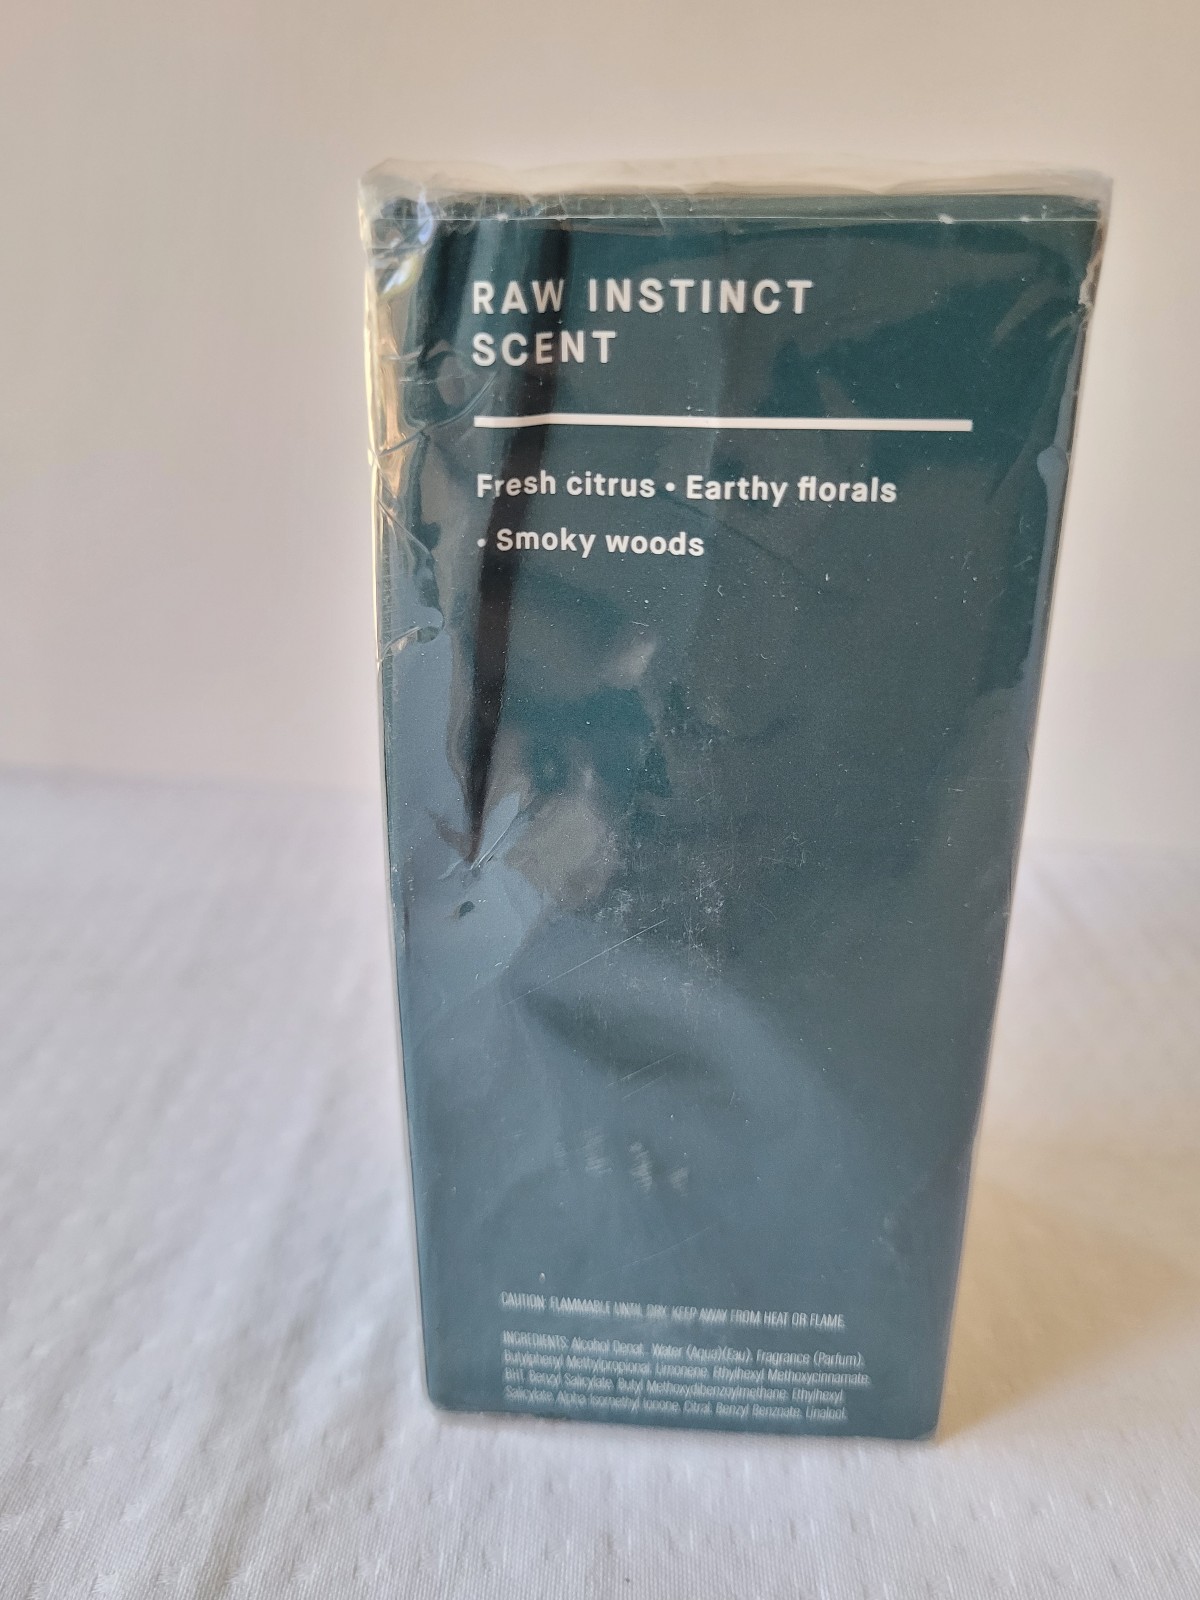 RAW INSTINCT
SCENT
Fresh citrus • Earthy florals
• Smoky woods
CAUTION: FLAMMABLE UNTIL DRY. KEEP AWAY FROM HEAT OR FLAME.
INGREDIENTS: Alcohol Denat., Water (Aqua)(Eau), Fragrance (Parfum),
Butylphenyl Methylpropional, Limonene, Ethylhexyl Methoxycinnamate,
BHT, Benzyl Salicylate, Butyl Methoxydibenzoylmethane, Ethylhexyl
Salicylate, Alpha-Isomethyl Ionone, Citral, Benzyl Benzoate, Linalool.